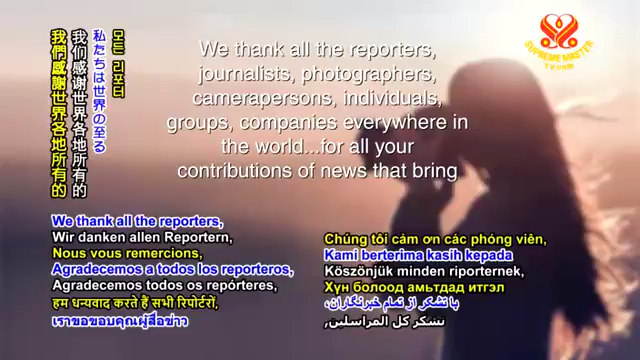 我們感謝世界各地所有的
我们感谢世界各地所有的
私たちは世界の至る
모든 리포터
We thank all the reporters,
journalists, photographers,
camerapersons, individuals,
groups, companies everywhere in
the world...for all your
contributions of news that bring
SUPREME MASTER
TV.com
We thank all the reporters,
Wir danken allen Reportern,
Nous vous remercions,
Agradecemos a todos los reporteros,
Agradecemos todos os repórteres,
हम धन्यवाद करते हैं सभी रिपोर्टरों,
เราขอขอบคุณผู้สื่อข่าว
Chúng tôi cảm ơn các phóng viên,
Kami berterima kasih kepada
Köszönjük minden riporternek,
Хүн болоод амьтдад итгэл
با تشکر از تمام خبرنگاران،
نشكر كل المراسلين,